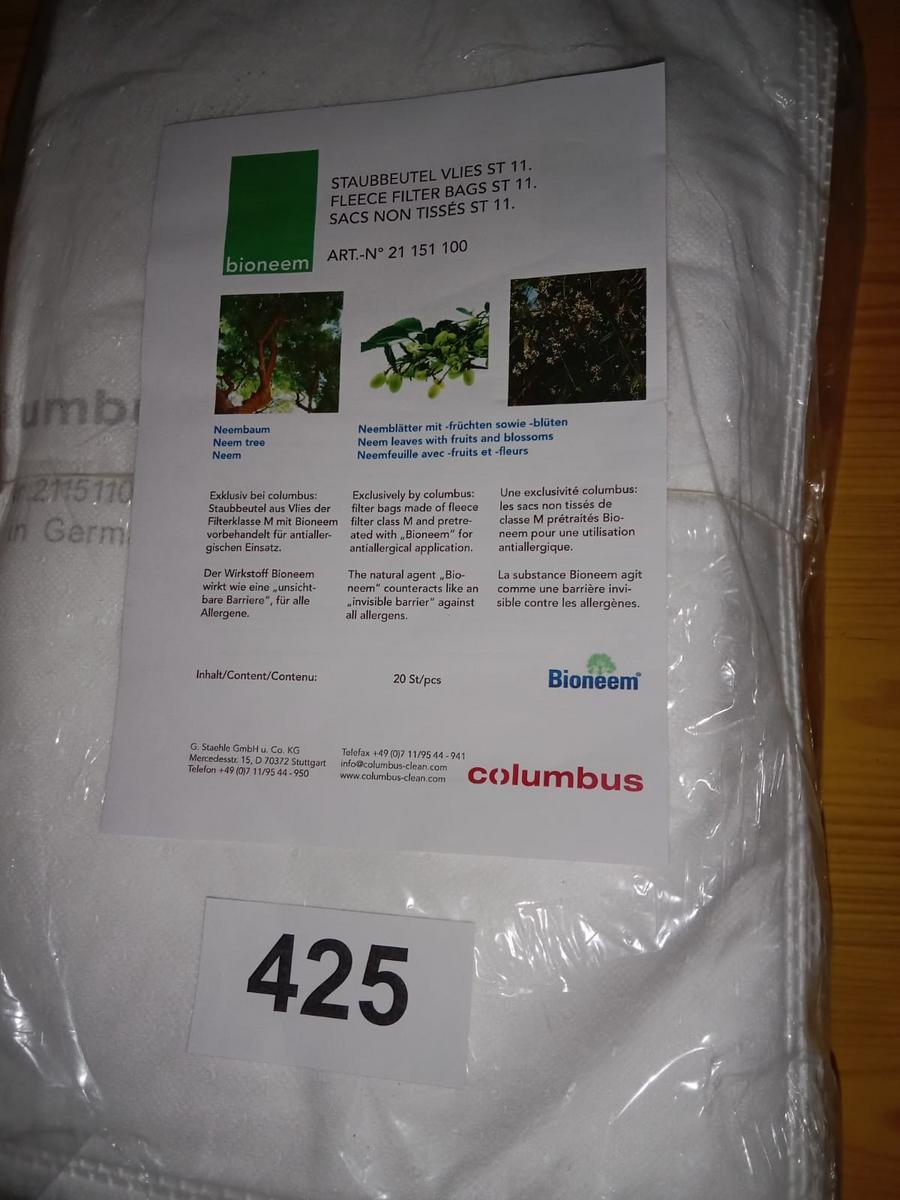 STAUBBEUTEL VLIES ST 11.
FLEECE FILTER BAGS ST 11.
SACS NON TISSÉS ST 11.
bioneem
ART.-N° 21 151 100
Neembaum
Neem tree
Neem
Neemblätter mit -früchten sowie -blüten
Neem leaves with fruits and blossoms
Neemfeuille avec -fruits et -fleurs
Exklusiv bei columbus:
Staubbeutel aus Vlies der
Filterklasse M mit Bioneem
vorbehandelt für antialler-
gischen Einsatz.
Der Wirkstoff Bioneem
wirkt wie eine „unsicht-
bare Barriere", für alle
Allergene.
Exclusively by columbus:
filter bags made of fleece
filter class M and pretre-
ated with „Bioneem" for
antiallergical application.
The natural agent „Bio-
neem" counteracts like an
„invisible barrier" against
all allergens.
Une exclusivité columbus:
les sacs non tissés de
classe M prétraités Bio-
neem pour une utilisation
antiallergique.
La substance Bioneem agit
comme une barrière invi-
sible contre les allergènes.
Inhalt/Content/Contenu:
20 St/pcs
Bioneem®
G. Staehle GmbH u. Co. KG
Mercedesstr. 15, D 70372 Stuttgart
Telefon +49 (0)7 11/95 44 - 950
Telefax +49 (0)7 11/95 44 - 941
info@columbus-clean.com
www.columbus-clean.com
columbus
umb
2115110
in Germ
425